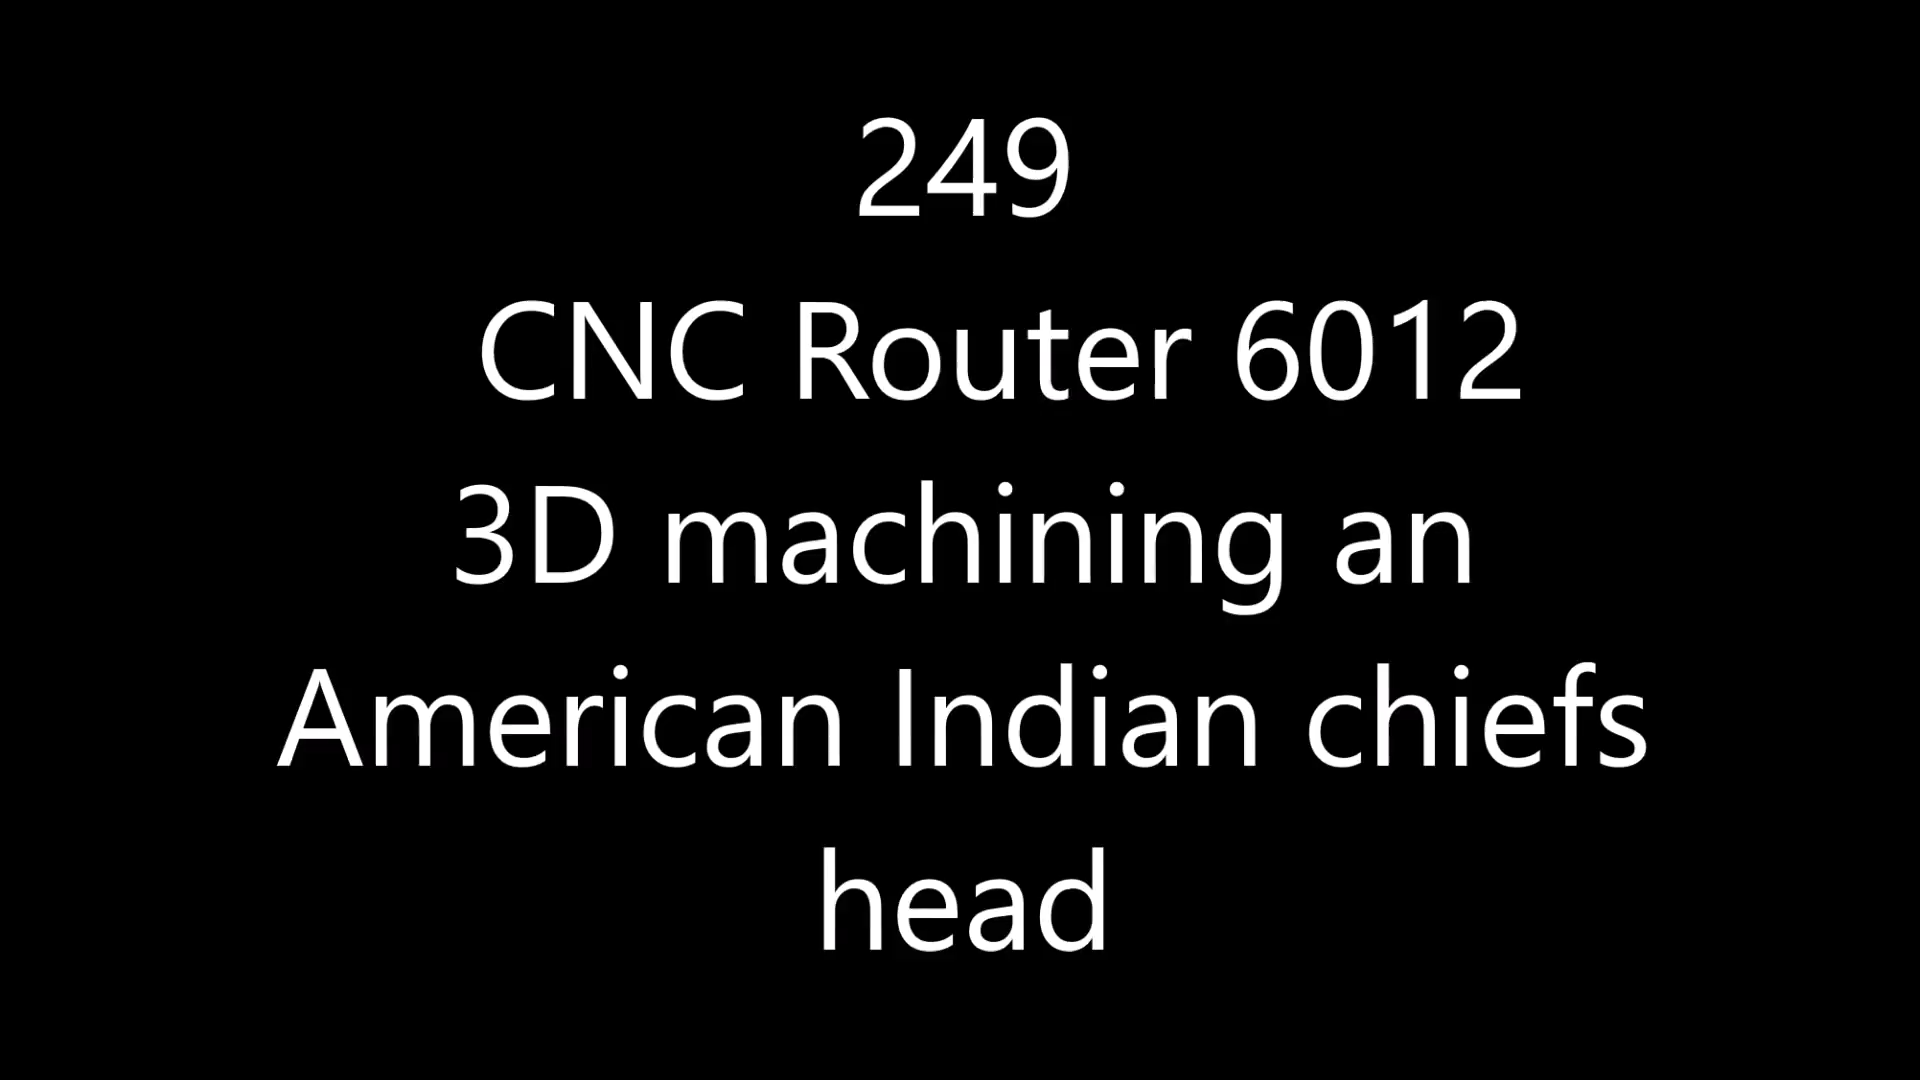 249
CNC Router 6012
3D machining an
American Indian chiefs
head